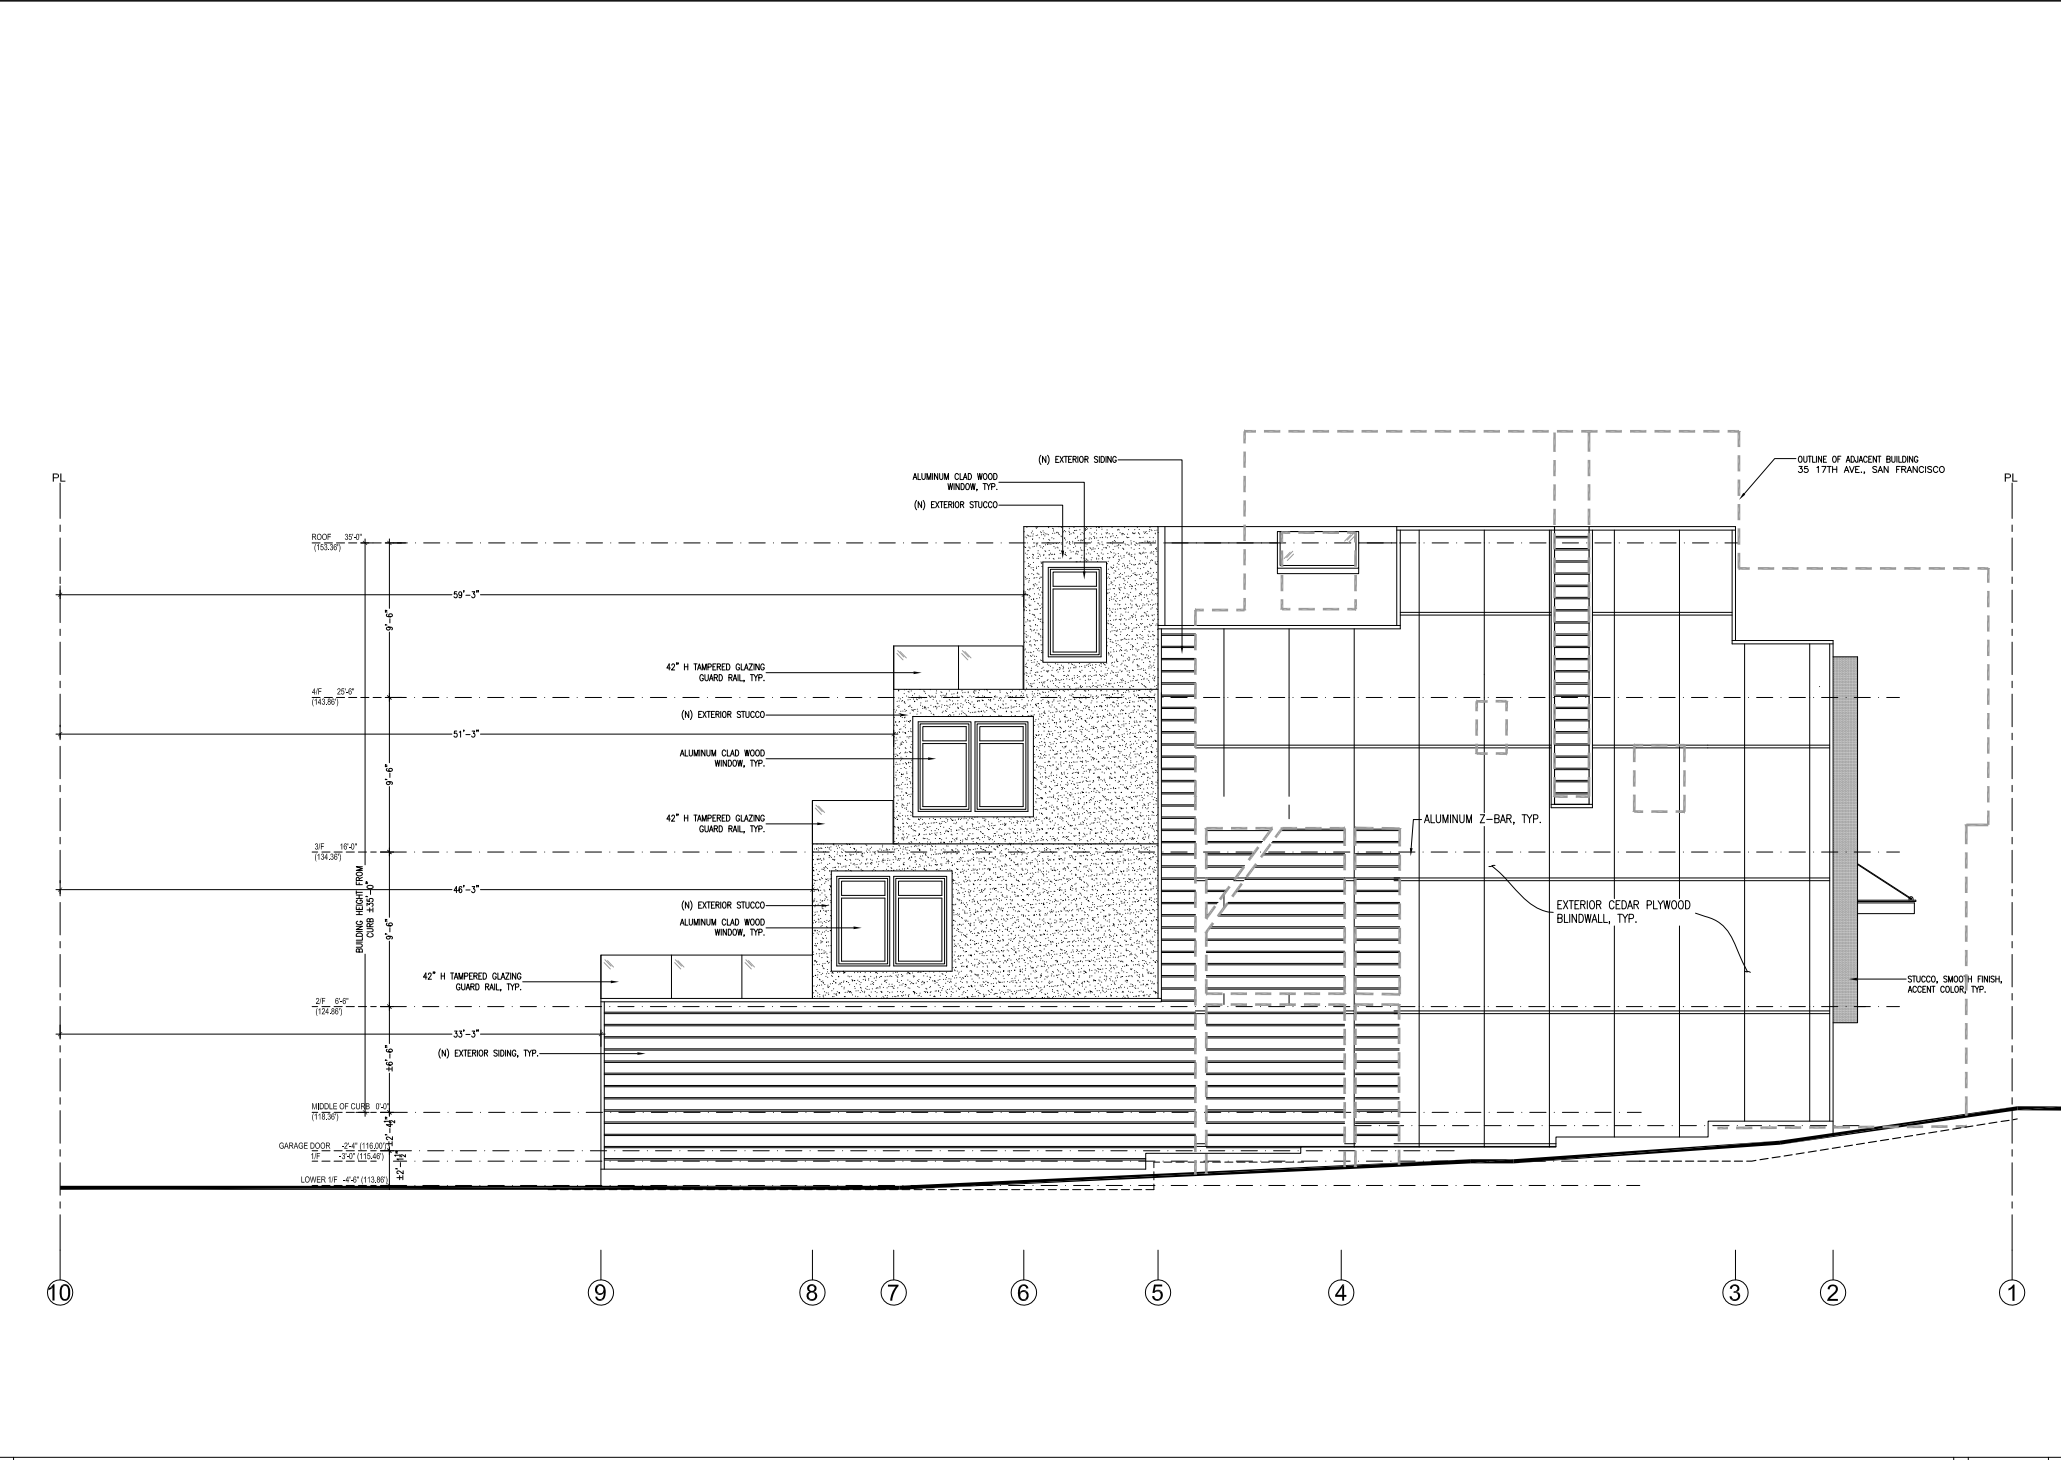 (N) EXTERIOR SIDING
OUTLINE OF ADJACENT BUILDING
35 17TH AVE., SAN FRANCISCO
PL
ALUMINUM CLAD WOOD
WINDOW, TYP.
PL
(N) EXTERIOR STUCCO
ROOF 35'-0"
(153.36')
59'-3"
9'-6"
42" H TAMPERED GLAZING
GUARD RAIL, TYP.
4/F 25'-6"
(143.86')
(N) EXTERIOR STUCCO
51'-3"
ALUMINUM CLAD WOOD
WINDOW, TYP.
9'-6"
42" H TAMPERED GLAZING
GUARD RAIL, TYP.
ALUMINUM Z-BAR, TYP.
3/F 16'-0"
(134.36')
46'-3"
BUILDING HEIGHT FROM
CURB ±35'-0"
9'-6"
(N) EXTERIOR STUCCO
EXTERIOR CEDAR PLYWOOD
BLINDWALL, TYP.
ALUMINUM CLAD WOOD
WINDOW, TYP.
42" H TAMPERED GLAZING
GUARD RAIL, TYP.
STUCCO, SMOOTH FINISH,
ACCENT COLOR, TYP.
2/F 6'-6"
(124.86')
33'-3"
(N) EXTERIOR SIDING, TYP.
±6'-6"
MIDDLE OF CURB 0'-0"
(118.36')
±2'-4½"
GARAGE DOOR -2'-4" (116.00')
1/F -3'-0" (115.46')
±2'-1½"
LOWER 1/F -4'-6" (113.86')
10 9 8 7 6 5 4 3 2 1